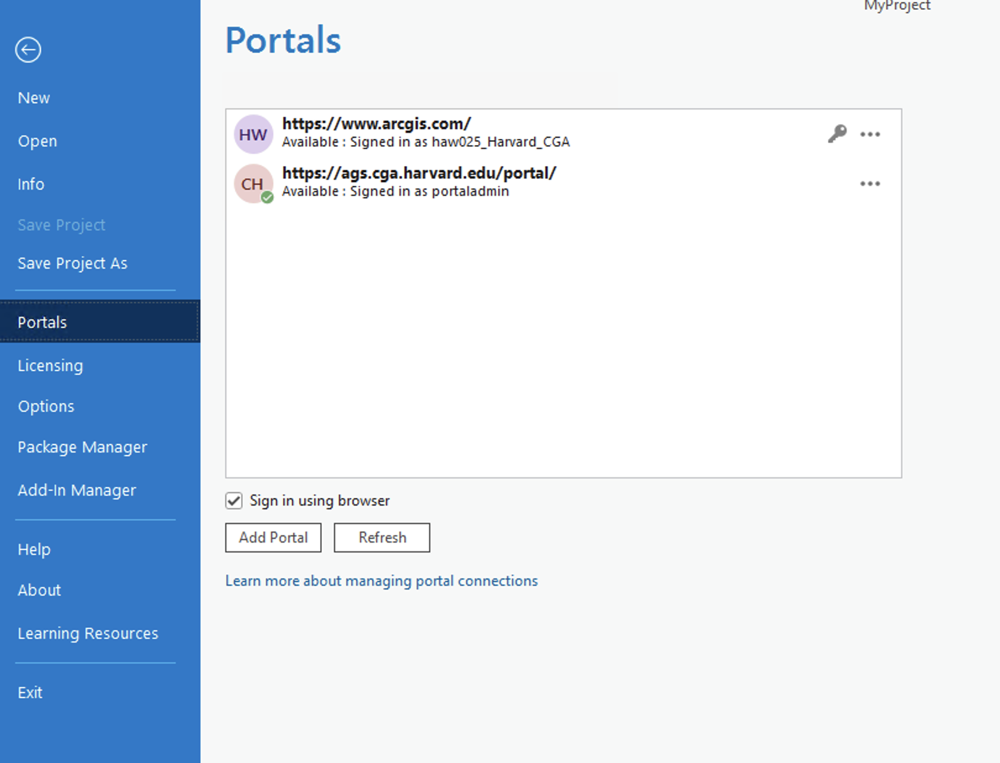 MyProject
Portals
New
Open
Info
Save Project
Save Project As
Portals
Licensing
Options
Package Manager
Add-In Manager
Help
About
Learning Resources
Exit
HW
https://www.arcgis.com/
Available : Signed in as haw025_Harvard_CGA
CH
https://ags.cga.harvard.edu/portal/
Available : Signed in as portaladmin
Sign in using browser
Add Portal
Refresh
Learn more about managing portal connections